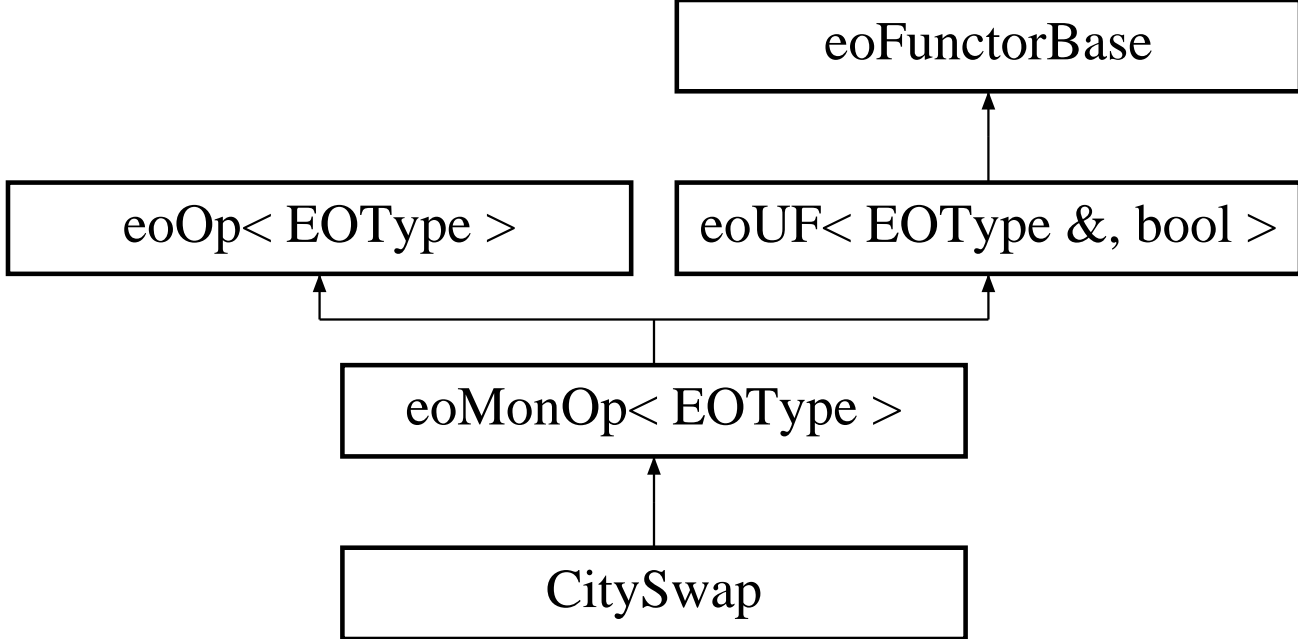 eoFunctorBase
eoOp< EOType >
eoUF< EOType &, bool >
eoMonOp< EOType >
CitySwap